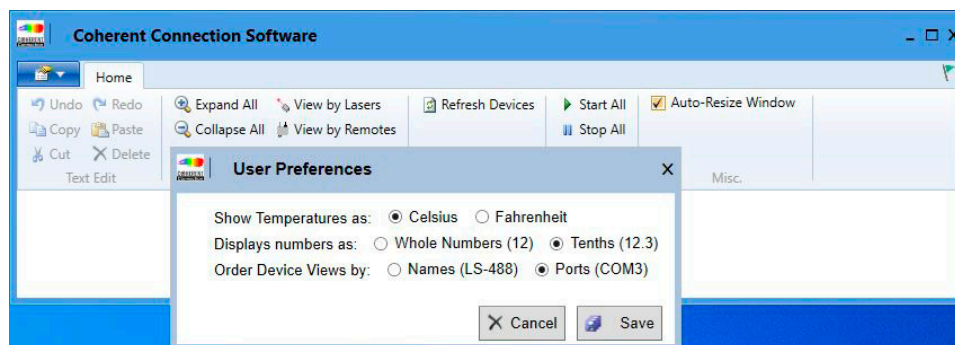 Coherent Connection Software
Home
Undo Redo Expand All View by Lasers Refresh Devices Start All Auto-Resize Window
Copy Paste Collapse All View by Remotes Stop All
Cut Delete
Text Edit Misc.
User Preferences
Show Temperatures as: Celsius Fahrenheit
Displays numbers as: Whole Numbers (12) Tenths (12.3)
Order Device Views by: Names (LS-488) Ports (COM3)
Cancel Save